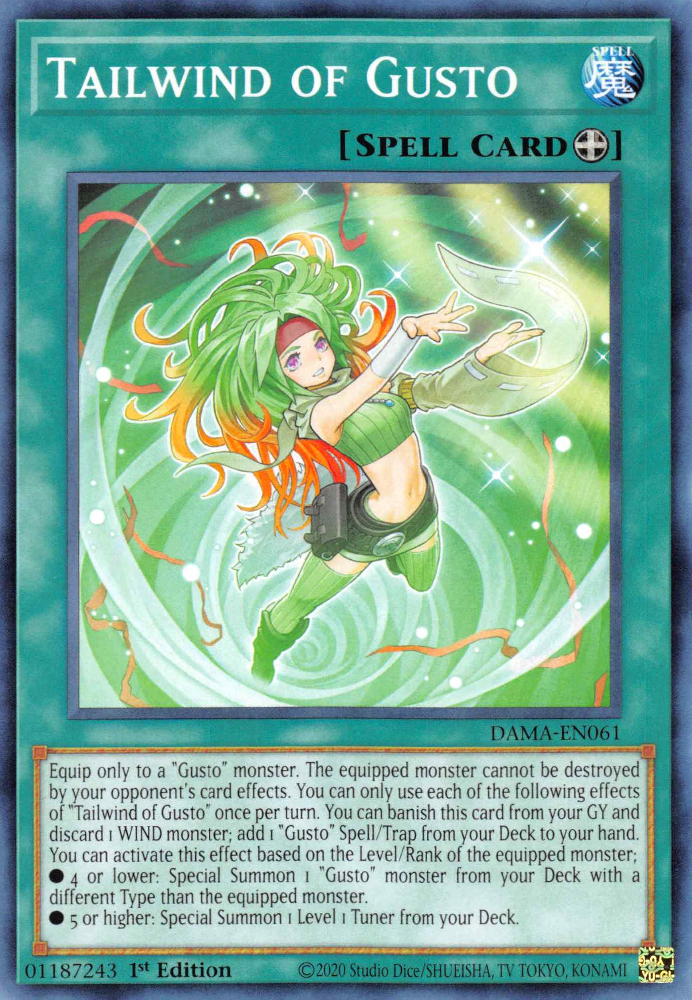 TAILWIND OF GUSTO
SPELL
魔
[SPELL CARD]
DAMA-EN061
Equip only to a "Gusto" monster. The equipped monster cannot be destroyed
by your opponent's card effects. You can only use each of the following effects
of "Tailwind of Gusto" once per turn. You can banish this card from your GY and
discard 1 WIND monster; add 1 "Gusto" Spell/Trap from your Deck to your hand.
You can activate this effect based on the Level/Rank of the equipped monster;
● 4 or lower: Special Summon 1 "Gusto" monster from your Deck with a
different Type than the equipped monster.
● 5 or higher: Special Summon 1 Level 1 Tuner from your Deck.
01187243 1st Edition ©2020 Studio Dice/SHUEISHA, TV TOKYO, KONAMI